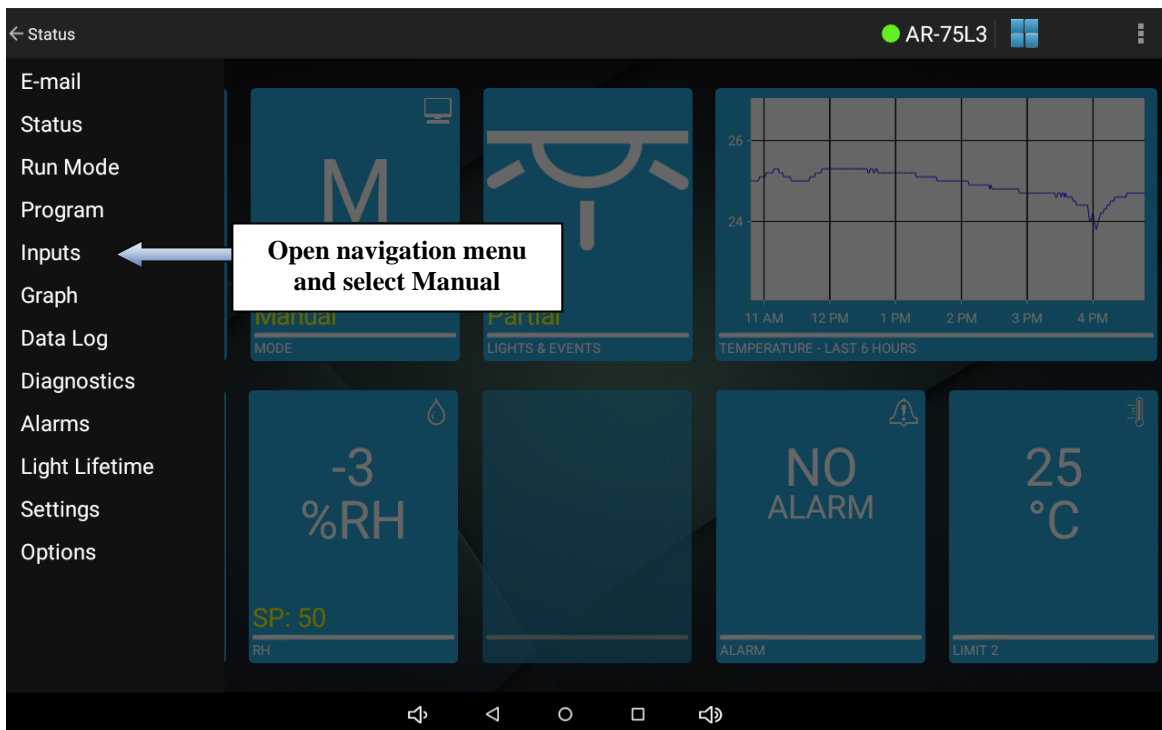 Status
AR-75L3
E-mail
Status
Run Mode
Program
Inputs
Graph
Data Log
Diagnostics
Alarms
Light Lifetime
Settings
Options
Open navigation menu
and select Manual
M
Manual
MODE
Partial
LIGHTS & EVENTS
26
24
11 AM 12 PM 1 PM 2 PM 3 PM 4 PM
TEMPERATURE - LAST 6 HOURS
-3
%RH
SP: 50
RH
NO
ALARM
ALARM
25
°C
LIMIT 2